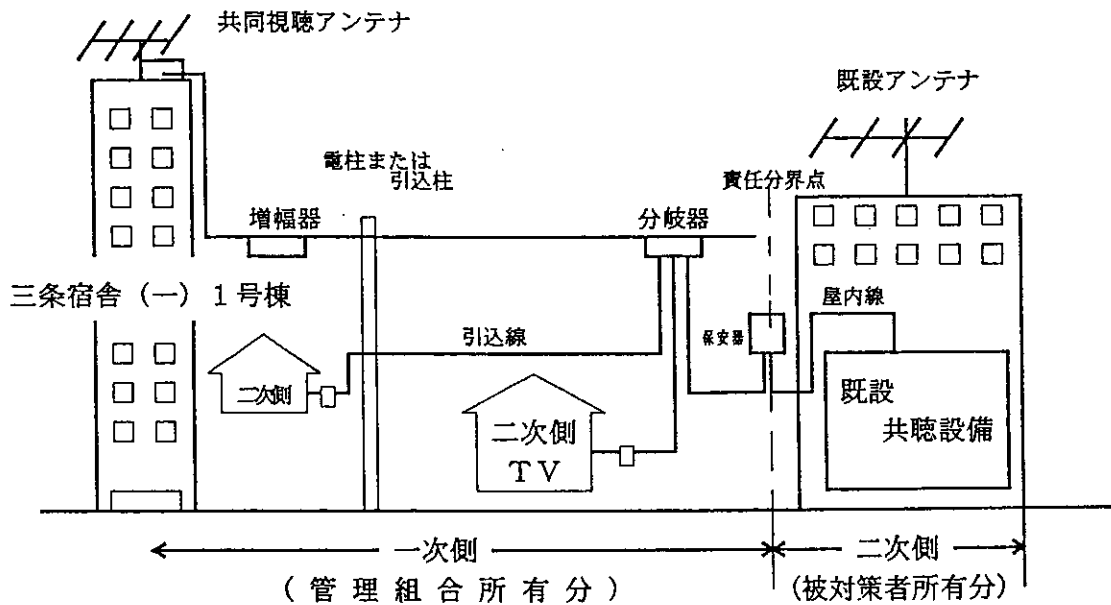 共同視聴アンテナ
既設アンテナ
電柱または
引込柱
責任分界点
増幅器
分岐器
三条宿舎（一）１号棟
屋内線
引込線
保安器
二次側
既設
共聴設備
二次側
ＴＶ
一次側
（管理組合所有分）
二次側
（被対策者所有分）